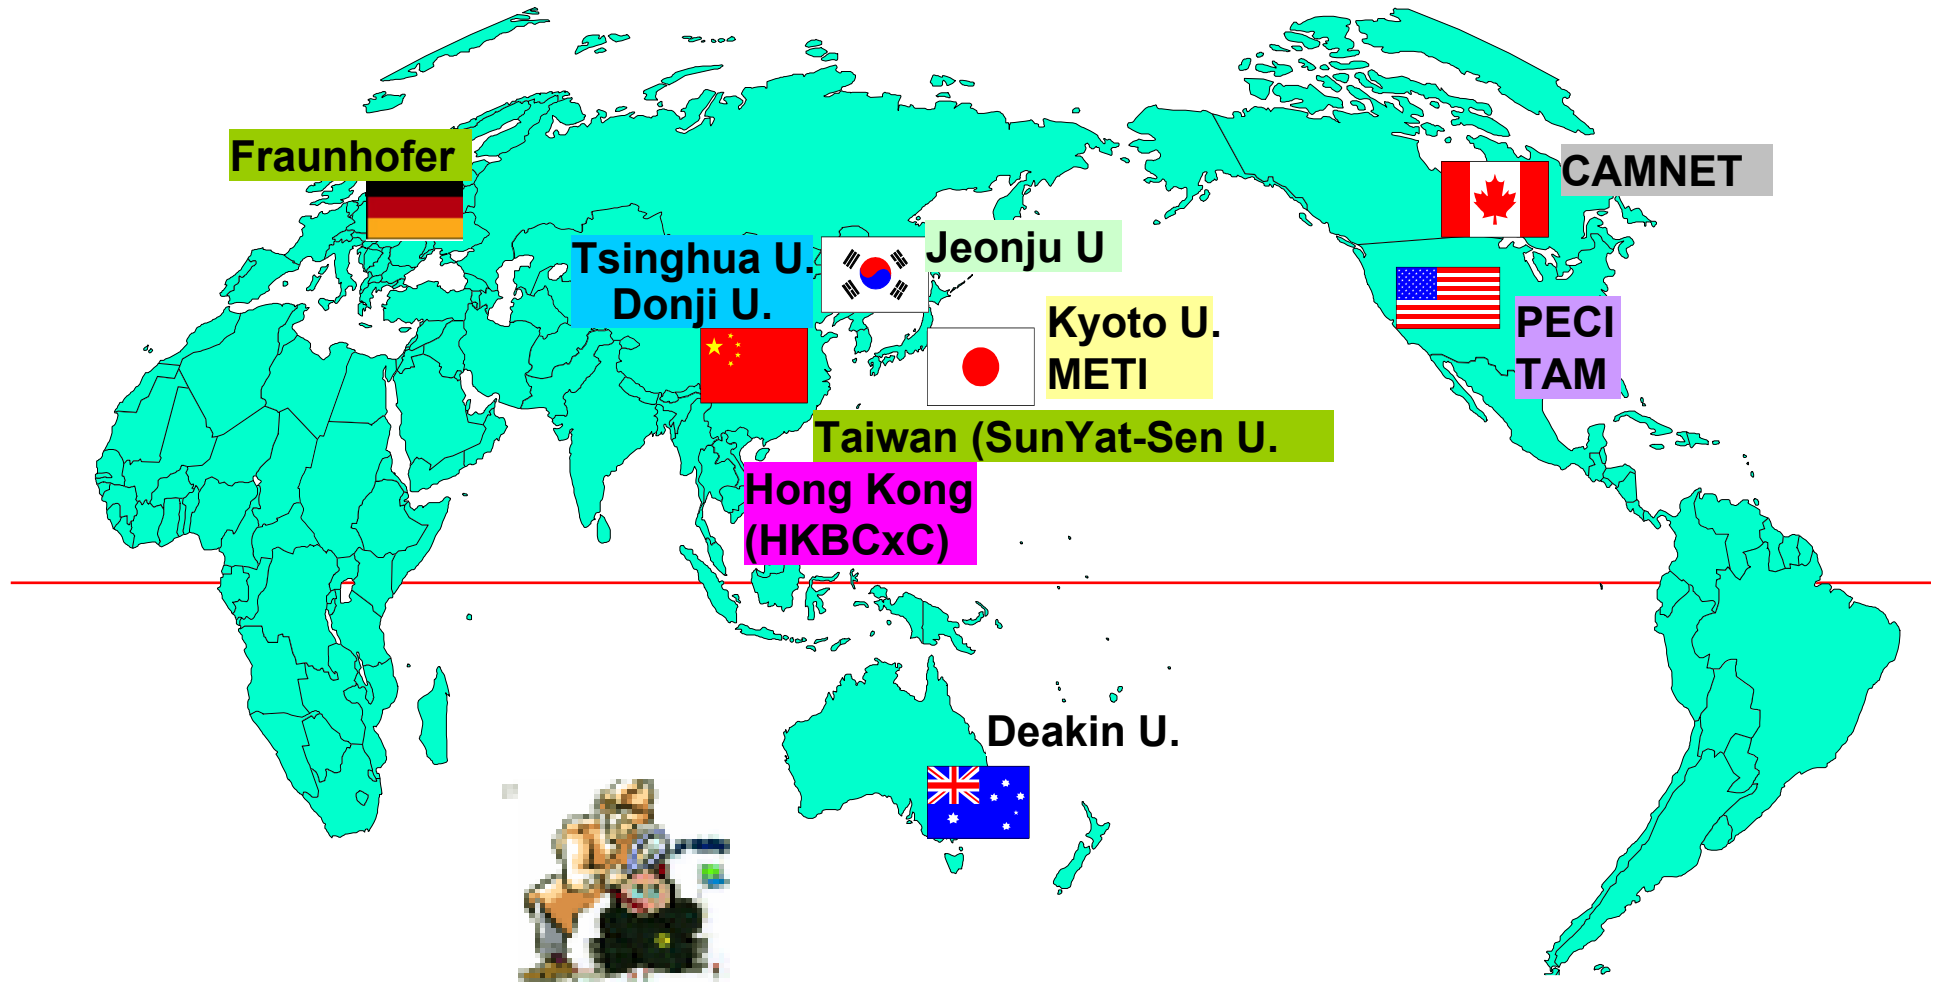 Fraunhofer
CAMNET
Jeonju U
Tsinghua U.
Donji U.
Kyoto U.
METI
PECI
TAM
Taiwan (SunYat-Sen U.
Hong Kong
(HKBCxC)
Deakin U.